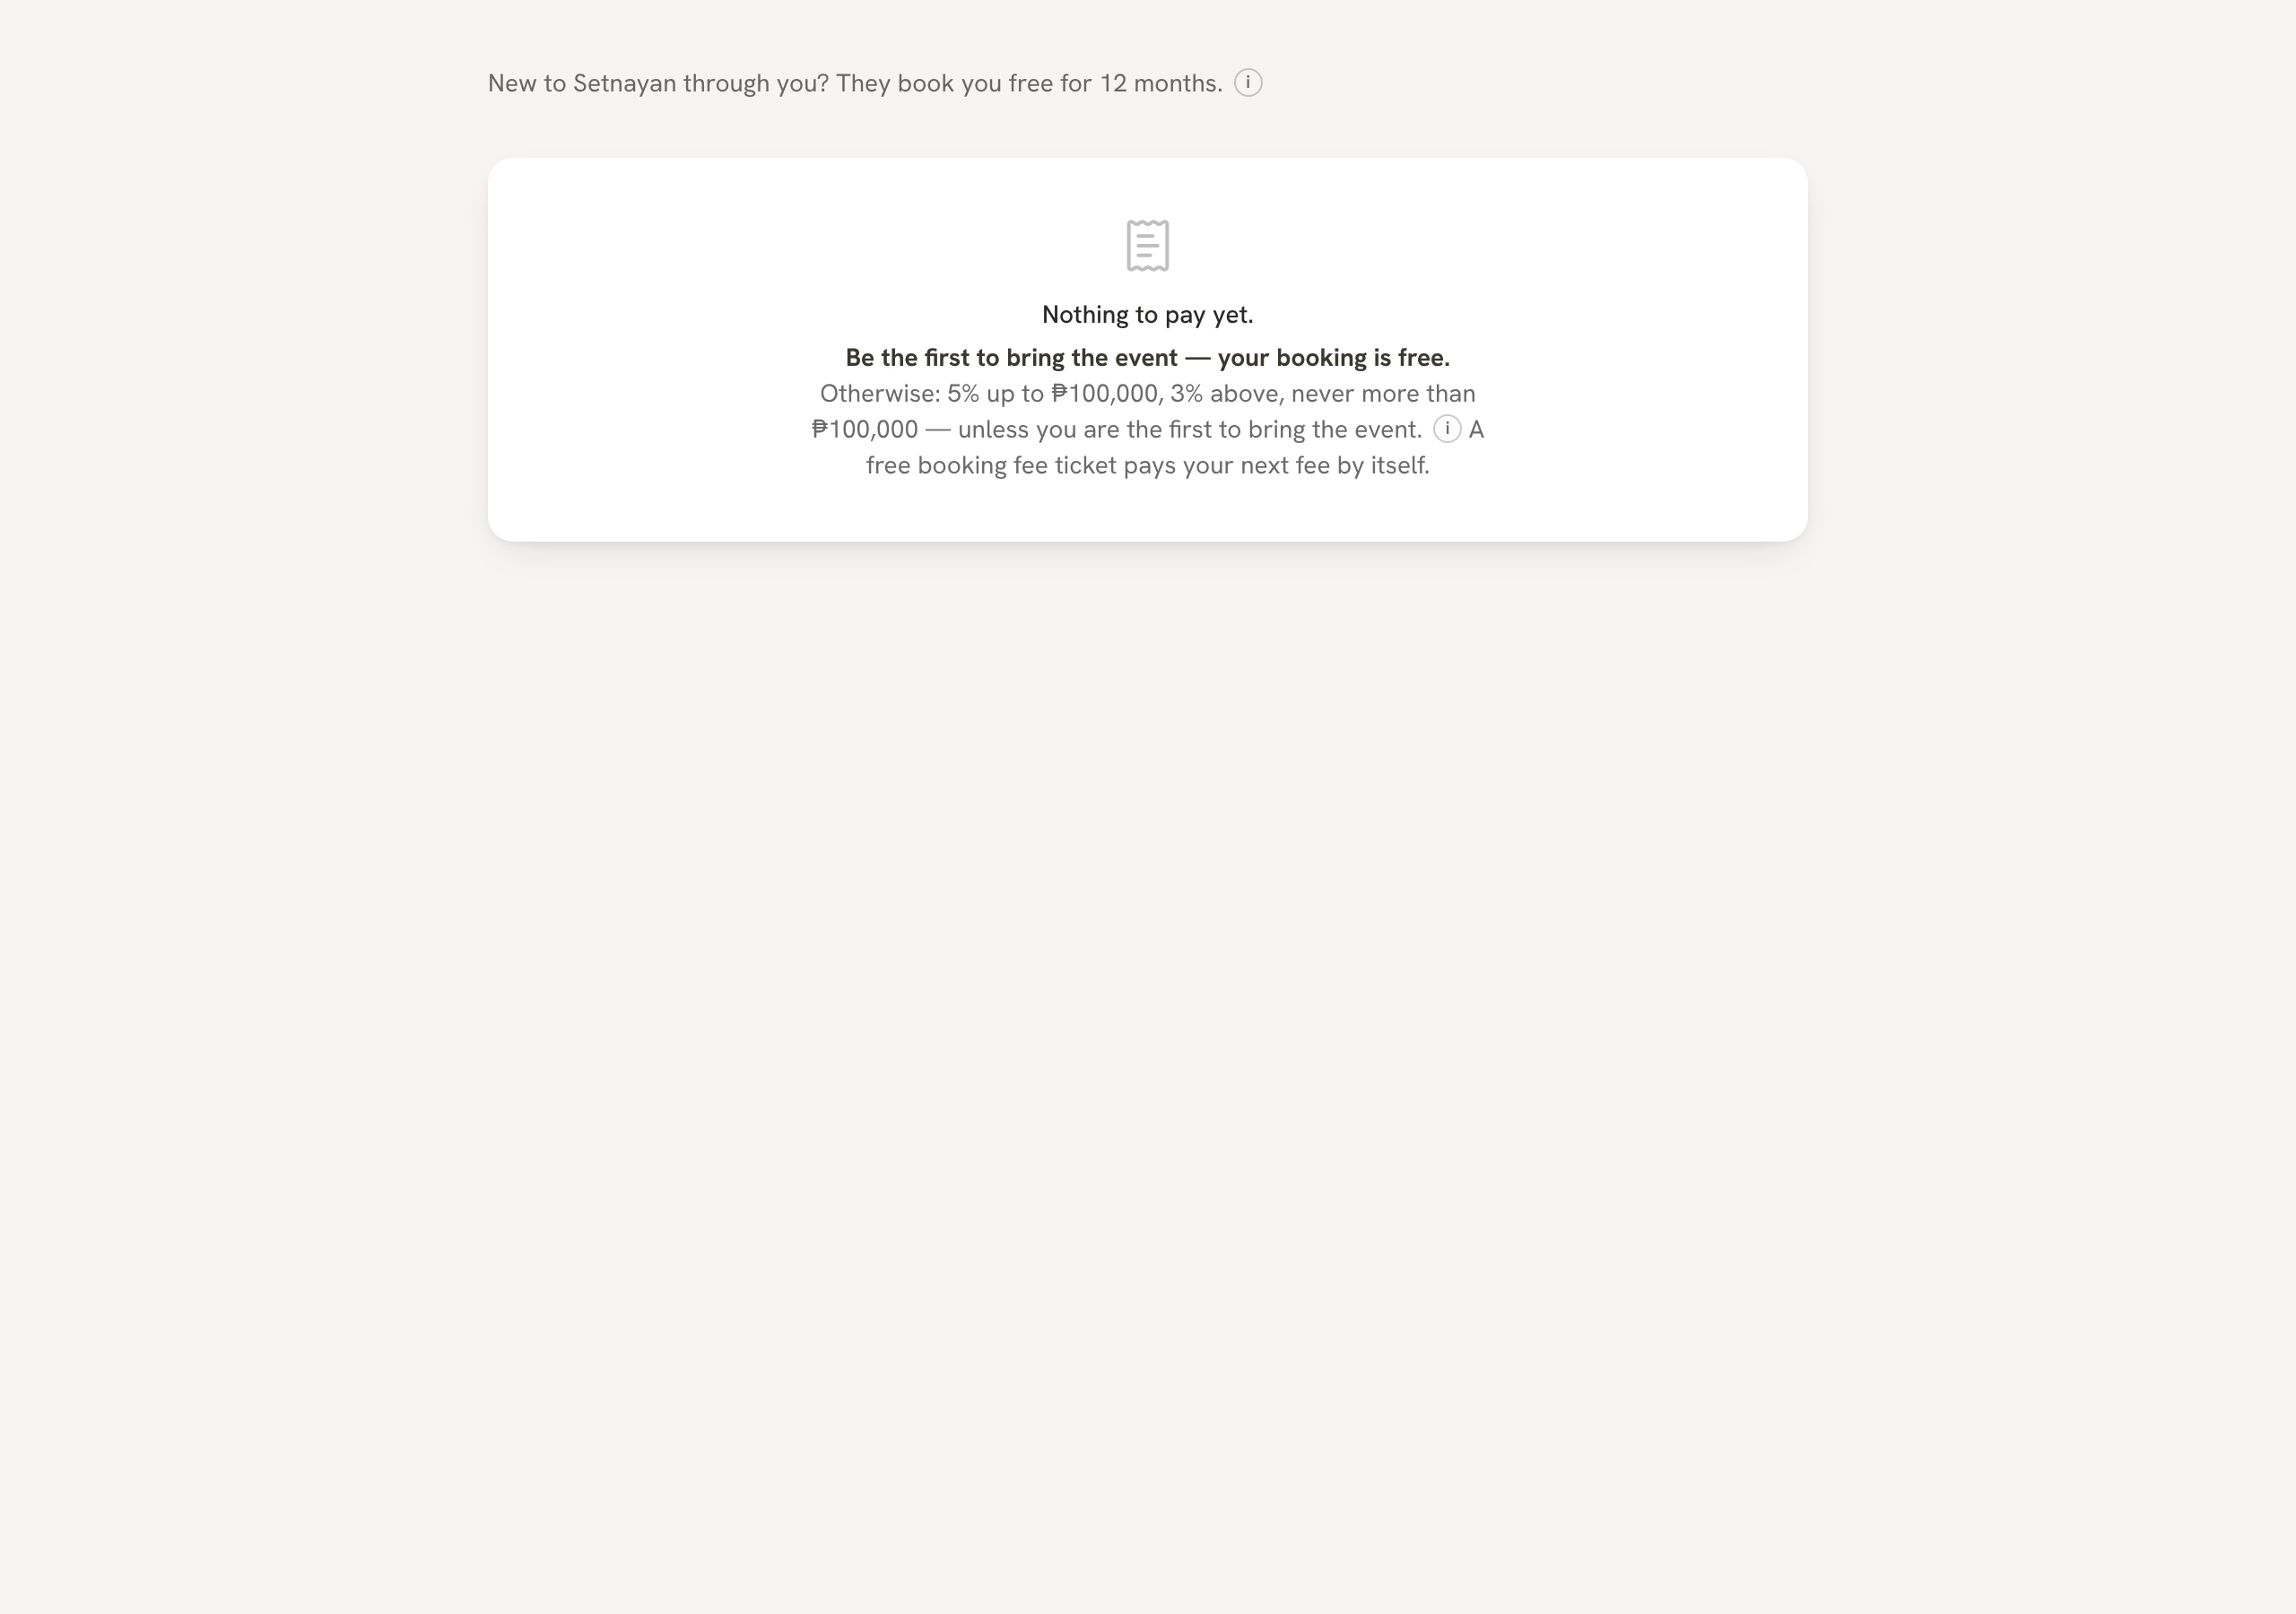 New to Setnayan through you? They book you free for 12 months. i
Nothing to pay yet.
Be the first to bring the event — your booking is free.
Otherwise: 5% up to ₱100,000, 3% above, never more than
₱100,000 — unless you are the first to bring the event. i A
free booking fee ticket pays your next fee by itself.